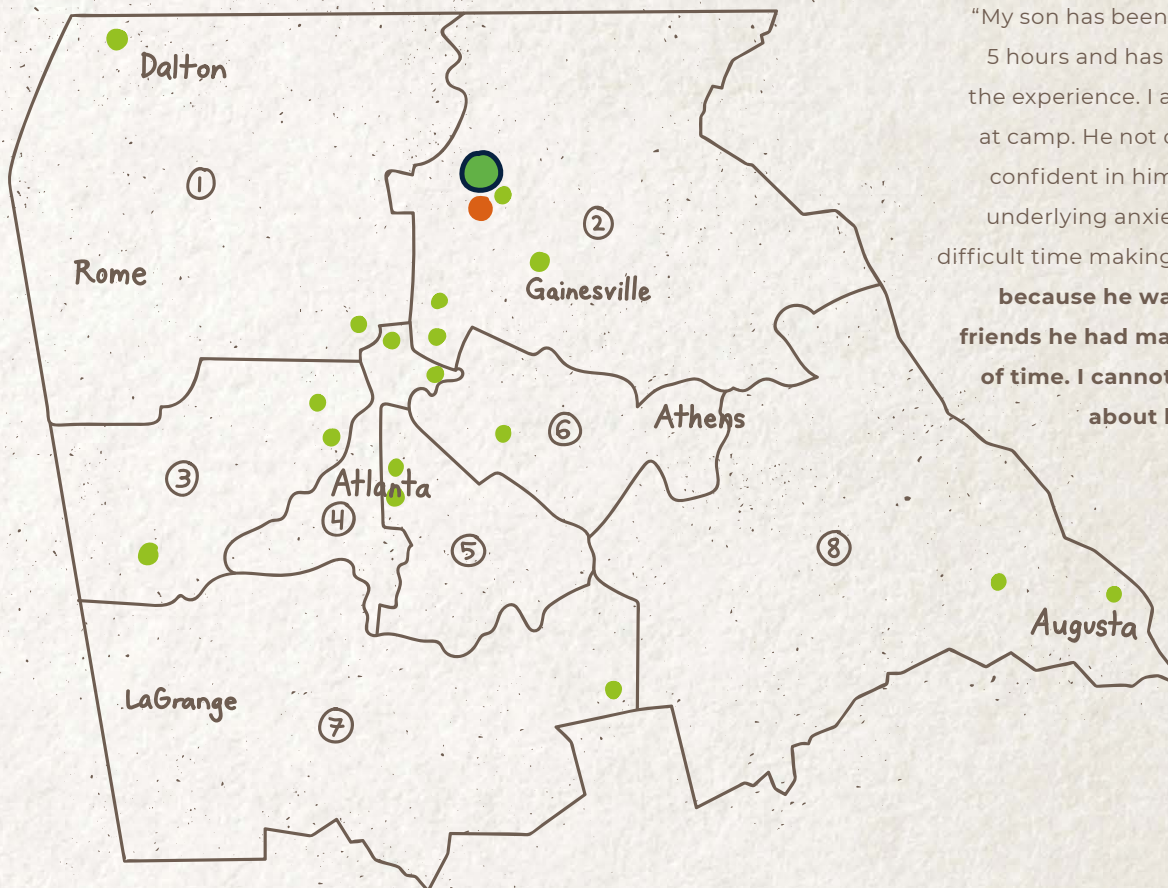 Dalton
①
②
Rome
Gainesville
Athens
⑥
③
Atlanta
④
⑤
⑧
Augusta
LaGrange
⑦
“My son has been
5 hours and has
the experience. I a
at camp. He not
confident in him
underlying anxie
difficult time making
because he wa
friends he had ma
of time. I cannot
about